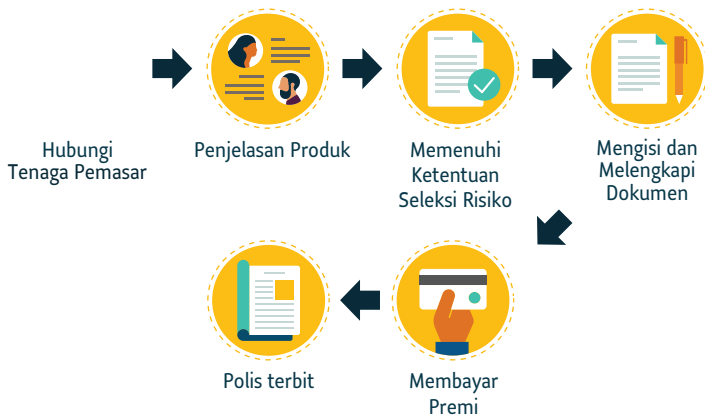 Hubungi
Tenaga Pemasar
Penjelasan Produk
Memenuhi
Ketentuan
Seleksi Risiko
Mengisi dan
Melengkapi
Dokumen
Polis terbit
Membayar
Premi